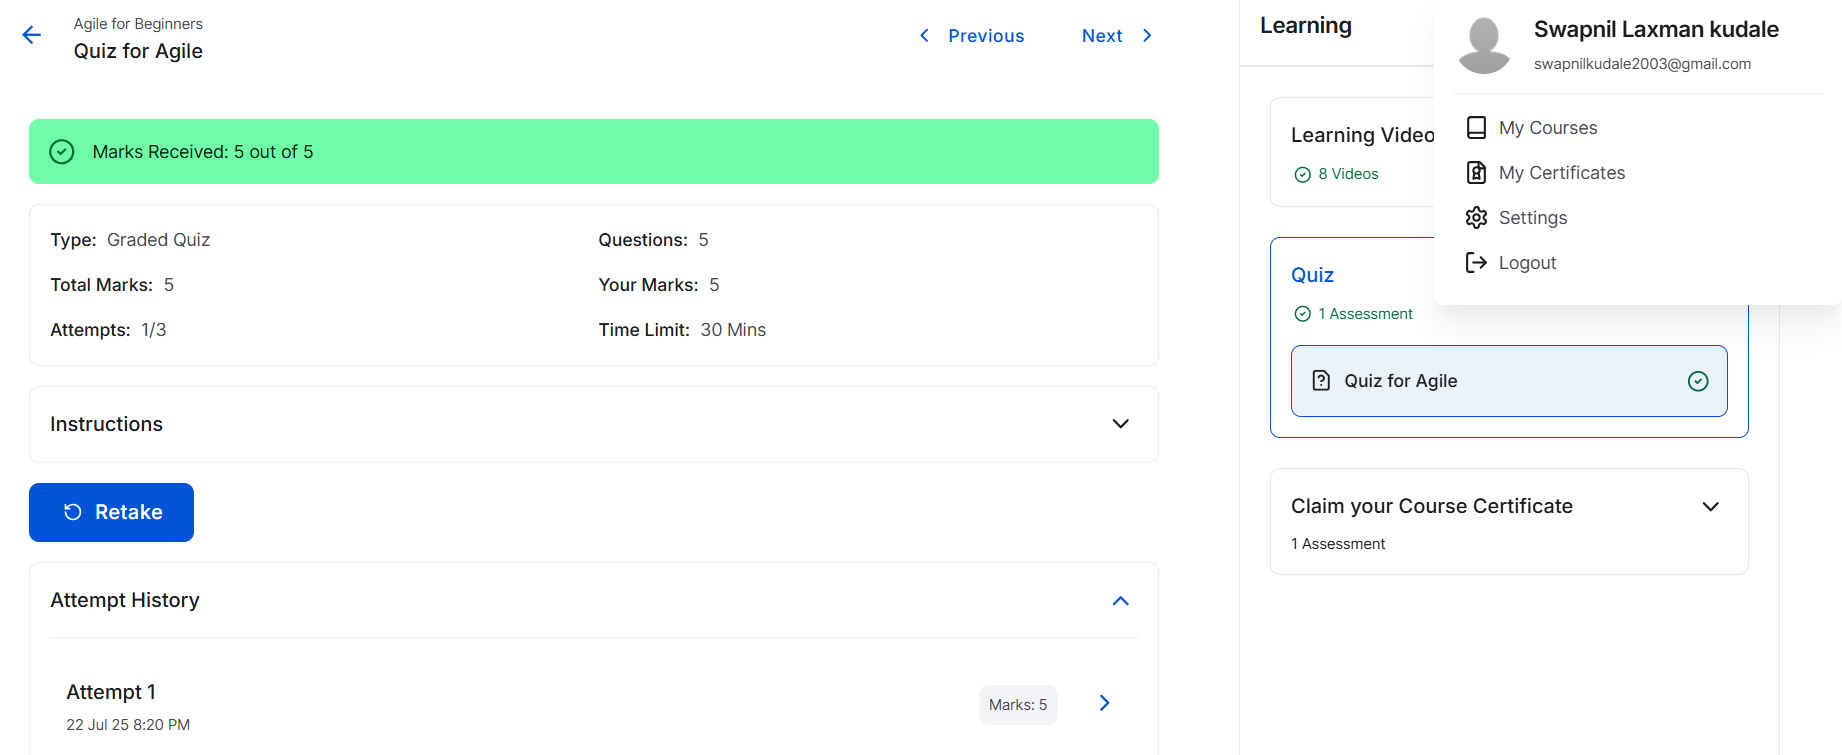 Agile for Beginners
Quiz for Agile
Previous
Next
Marks Received: 5 out of 5
Type: Graded Quiz
Questions: 5
Total Marks: 5
Your Marks: 5
Attempts: 1/3
Time Limit: 30 Mins
Instructions
Retake
Attempt History
Attempt 1
22 Jul 25 8:20 PM
Marks: 5
Learning
Learning Video
8 Videos
Quiz
1 Assessment
Quiz for Agile
Claim your Course Certificate
1 Assessment
Swapnil Laxman kudale
swapnilkudale2003@gmail.com
My Courses
My Certificates
Settings
Logout